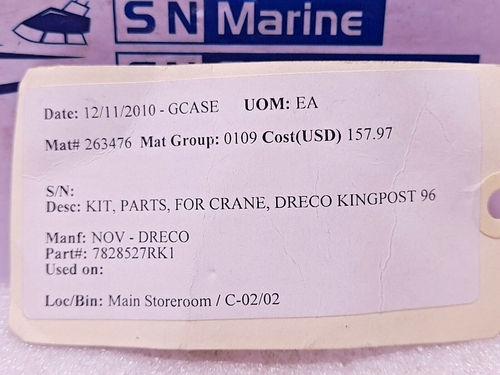 S N Marine
Date: 12/11/2010 - GCASE UOM: EA
Mat# 263476 Mat Group: 0109 Cost(USD) 157.97
S/N:
Desc: KIT, PARTS, FOR CRANE, DRECO KINGPOST 96
Manf: NOV - DRECO
Part#: 7828527RK1
Used on:
Loc/Bin: Main Storeroom / C-02/02